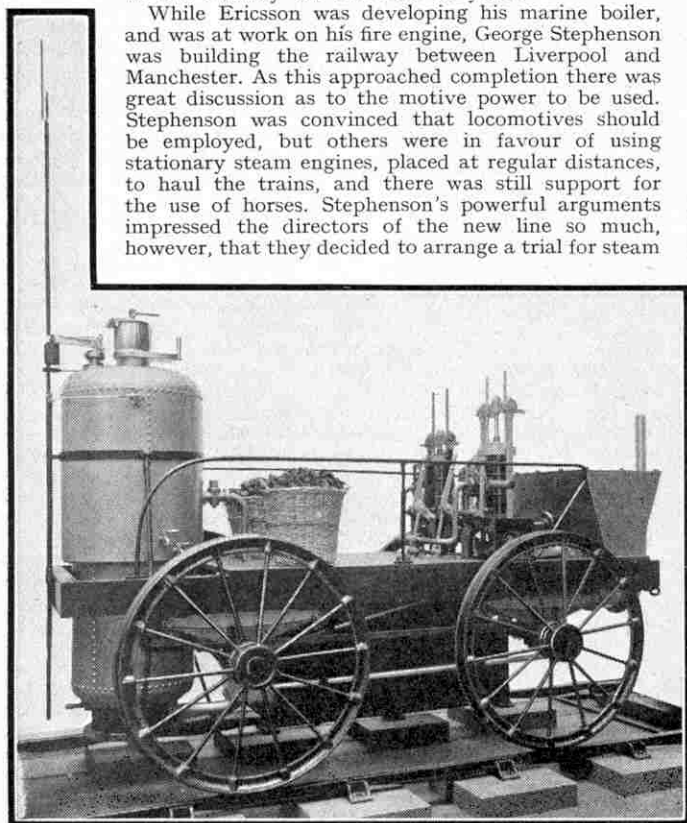 While Ericsson was developing his marine boiler,
and was at work on his fire engine, George Stephenson
was building the railway between Liverpool and
Manchester. As this approached completion there was
great discussion as to the motive power to be used.
Stephenson was convinced that locomotives should
be employed, but others were in favour of using
stationary steam engines, placed at regular distances,
to haul the trains, and there was still support for
the use of horses. Stephenson's powerful arguments
impressed the directors of the new line so much,
however, that they decided to arrange a trial for steam